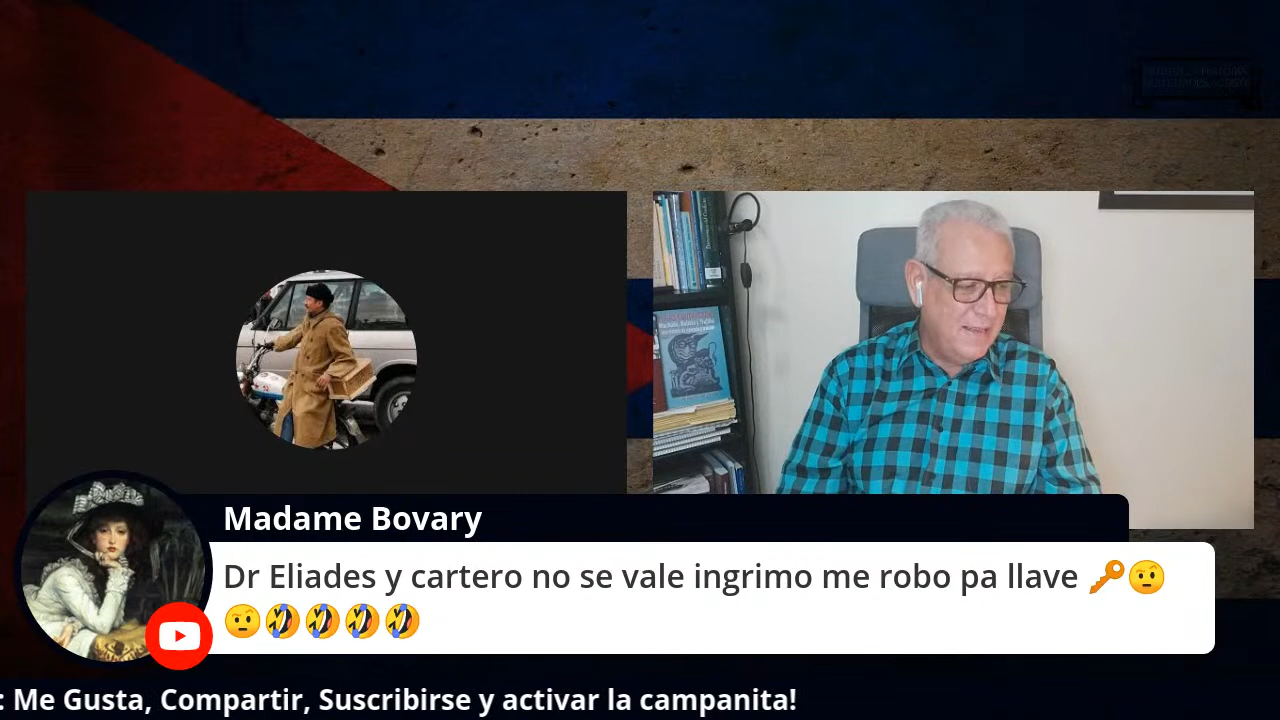 Madame Bovary
Dr Eliades y cartero no se vale ingrimo me robo pa llave 🔑🤨
🤨🤣🤣🤣🤣
: Me Gusta, Compartir, Suscribirse y activar la campanita!